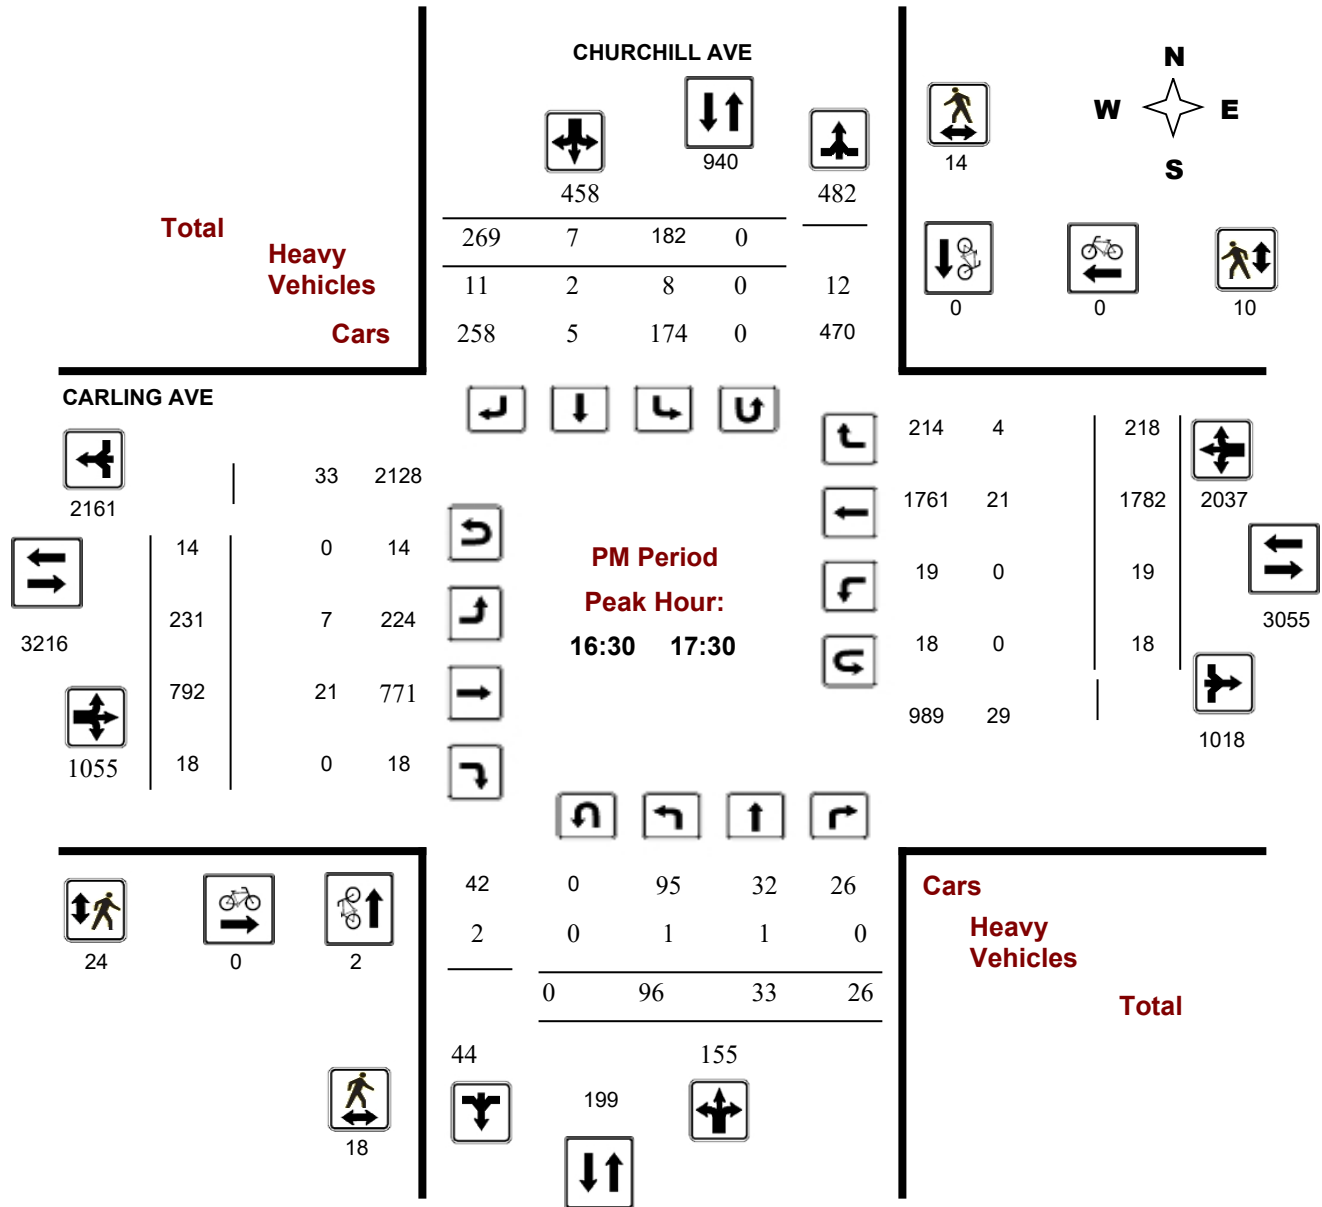 CHURCHILL AVE
N
W E
S
940
14
458 482
Total
269 7 182 0
Heavy
Vehicles
11 2 8 0 12
0 0 10
Cars
258 5 174 0 470
CARLING AVE
214 4 218
33 2128
2161
1761 21 1782 2037
14 0 14
PM Period
19 0 19
Peak Hour:
231 7 224
3055
3216
16:30 17:30
18 0 18
792 21 771
989 29
1018
1055 18 0 18
42 0 95 32 26
Cars
2 0 1 1 0
Heavy
Vehicles
24 0 2
0 96 33 26
Total
44 155
199
18